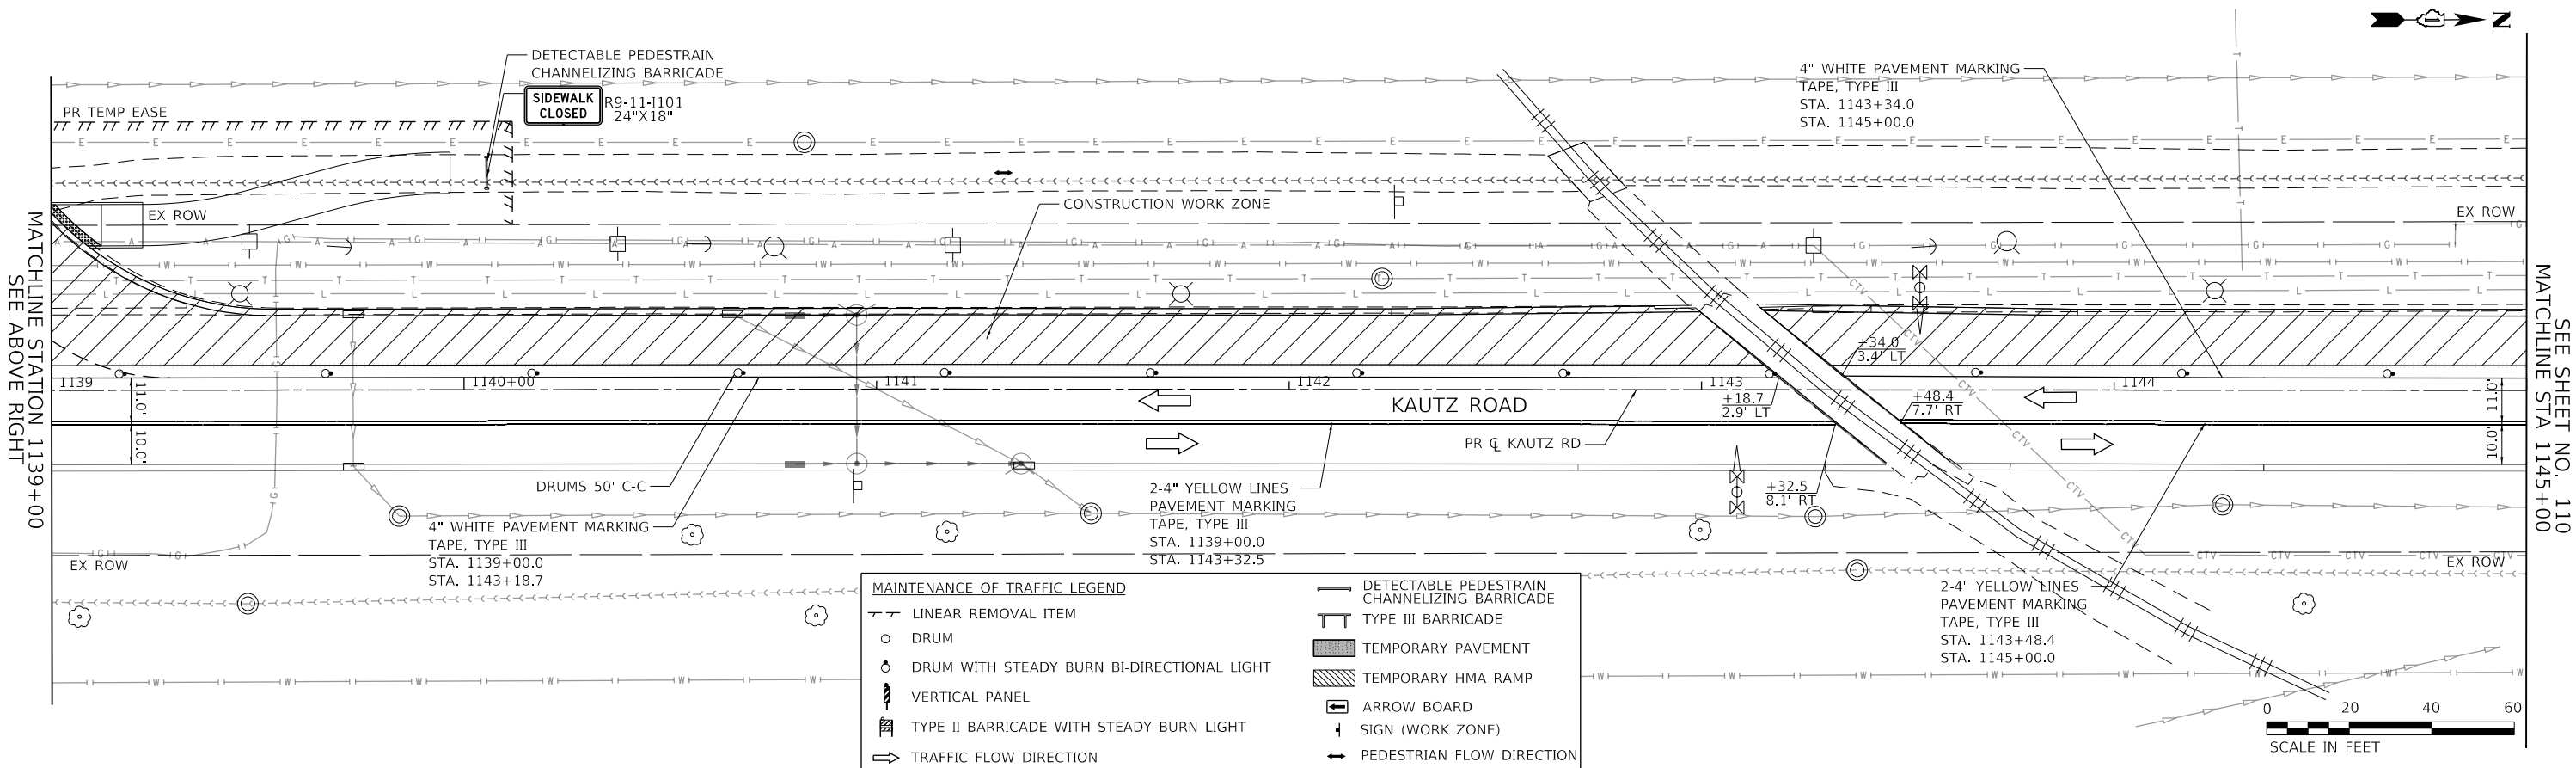 N
DETECTABLE PEDESTRAIN
CHANNELIZING BARRICADE
SIDEWALK
CLOSED
R9-11-I101
24"X18"
PR TEMP EASE
4" WHITE PAVEMENT MARKING
TAPE, TYPE III
STA. 1143+34.0
STA. 1145+00.0
EX ROW
CONSTRUCTION WORK ZONE
EX ROW
MATCHLINE STATION 1139+00
SEE ABOVE RIGHT
SEE SHEET NO. 110
MATCHLINE STA 1145+00
+34.0
3.4' LT
1139
1140+00
1141
1142
1143
1144
11.0'
10.0'
KAUTZ ROAD
+18.7
2.9' LT
+48.4
7.7' RT
11.0'
10.0'
PR CL KAUTZ RD
DRUMS 50' C-C
4" WHITE PAVEMENT MARKING
TAPE, TYPE III
STA. 1139+00.0
STA. 1143+18.7
2-4" YELLOW LINES
PAVEMENT MARKING
TAPE, TYPE III
STA. 1139+00.0
STA. 1143+32.5
+32.5
8.1' RT
EX ROW
EX ROW
2-4" YELLOW LINES
PAVEMENT MARKING
TAPE, TYPE III
STA. 1143+48.4
STA. 1145+00.0
MAINTENANCE OF TRAFFIC LEGEND
LINEAR REMOVAL ITEM
DRUM
DRUM WITH STEADY BURN BI-DIRECTIONAL LIGHT
VERTICAL PANEL
TYPE II BARRICADE WITH STEADY BURN LIGHT
TRAFFIC FLOW DIRECTION
DETECTABLE PEDESTRIAN
CHANNELIZING BARRICADE
TYPE III BARRICADE
TEMPORARY PAVEMENT
TEMPORARY HMA RAMP
ARROW BOARD
SIGN (WORK ZONE)
PEDESTRIAN FLOW DIRECTION
0 20 40 60
SCALE IN FEET